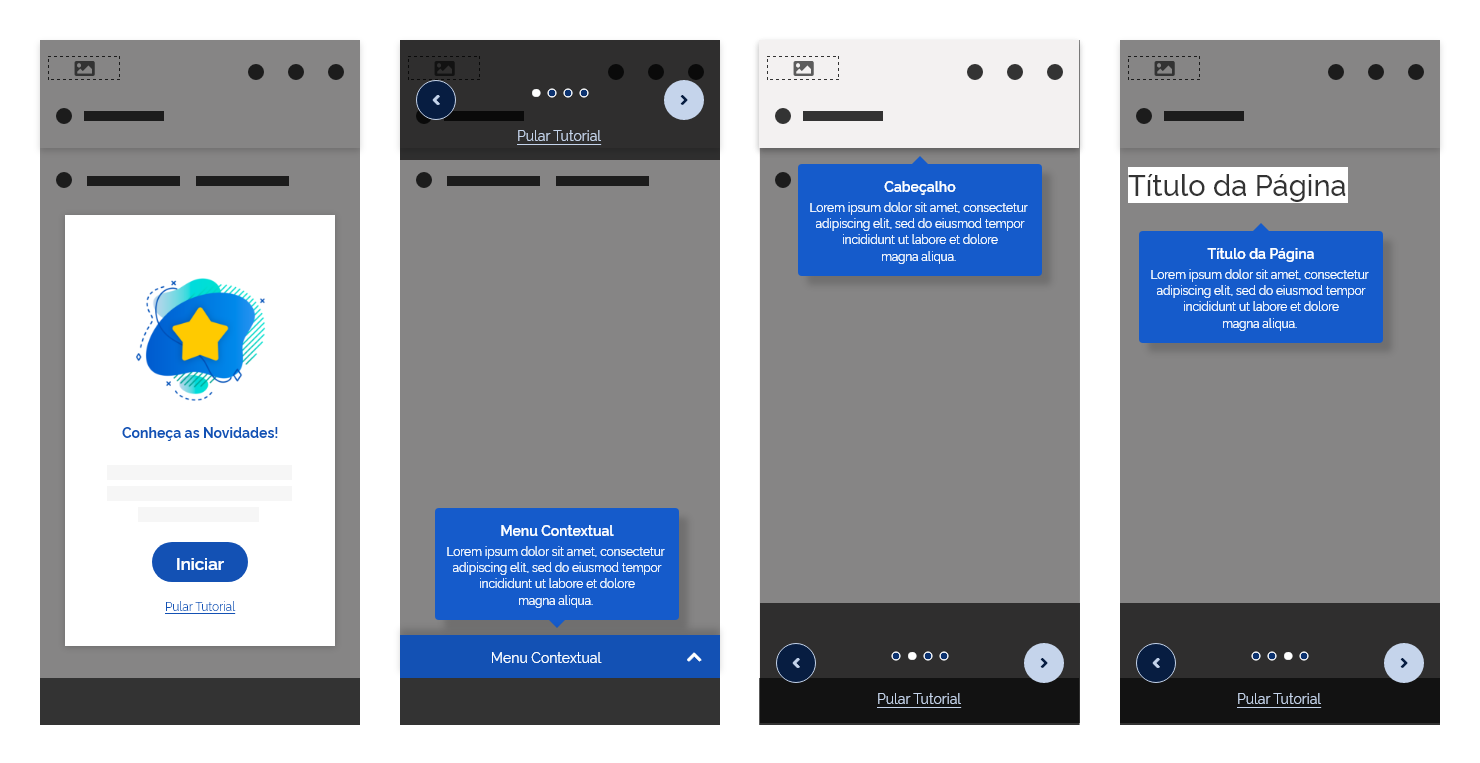 Conheça as Novidades!
Iniciar
Pular Tutorial
Pular Tutorial
Menu Contextual
Lorem ipsum dolor sit amet, consectetur
adipiscing elit, sed do eiusmod tempor
incididunt ut labore et dolore
magna aliqua.
Menu Contextual
Cabeçalho
Lorem ipsum dolor sit amet, consectetur
adipiscing elit, sed do eiusmod tempor
incididunt ut labore et dolore
magna aliqua.
Pular Tutorial
Título da Página
Título da Página
Lorem ipsum dolor sit amet, consectetur
adipiscing elit, sed do eiusmod tempor
incididunt ut labore et dolore
magna aliqua.
Pular Tutorial